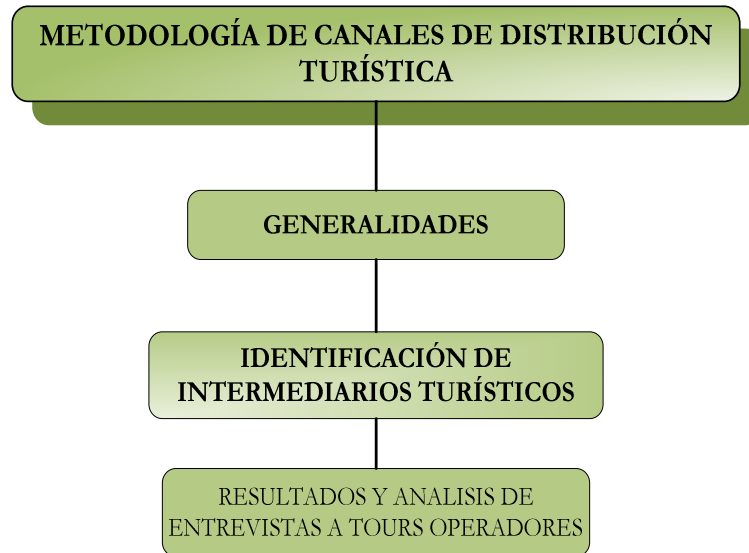 METODOLOGÍA DE CANALES DE DISTRIBUCIÓN
TURÍSTICA
GENERALIDADES
IDENTIFICACIÓN DE
INTERMEDIARIOS TURÍSTICOS
RESULTADOS Y ANALISIS DE
ENTREVISTAS A TOURS OPERADORES